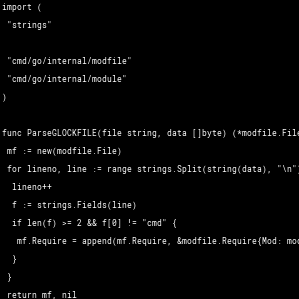 import (
"strings"
"cmd/go/internal/modfile"
"cmd/go/internal/module"
)
func ParseGLOCKFILE(file string, data []byte) (*modfile.File
mf := new(modfile.File)
for lineno, line := range strings.Split(string(data), "\n")
lineno++
f := strings.Fields(line)
if len(f) >= 2 && f[0] != "cmd" {
mf.Require = append(mf.Require, &modfile.Require{Mod: mod
}
}
return mf, nil